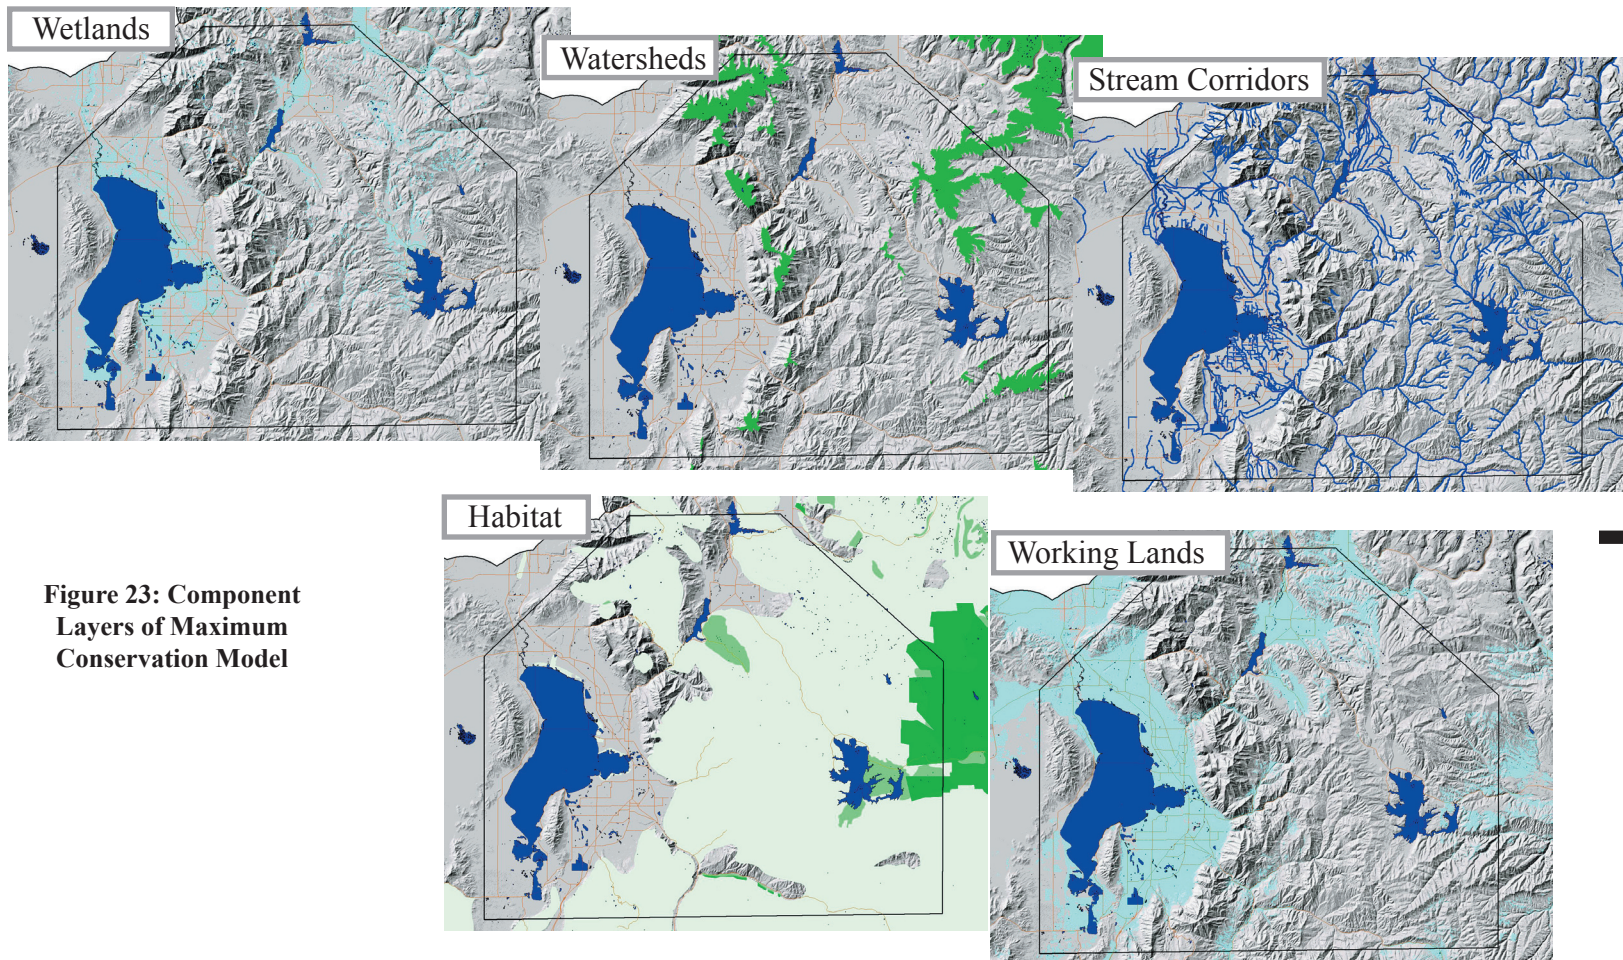 Wetlands
Watersheds
Stream Corridors
Habitat
Working Lands
Figure 23: Component
Layers of Maximum
Conservation Model